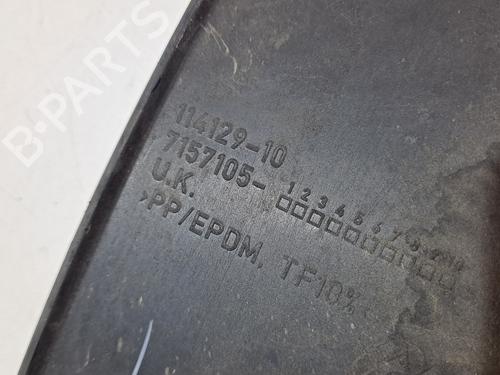 B-PARTS
114129-10
7157105-
1 2 3 4 5 6 7 8 9 10
U.K.
>PP/EPDM, TF10%